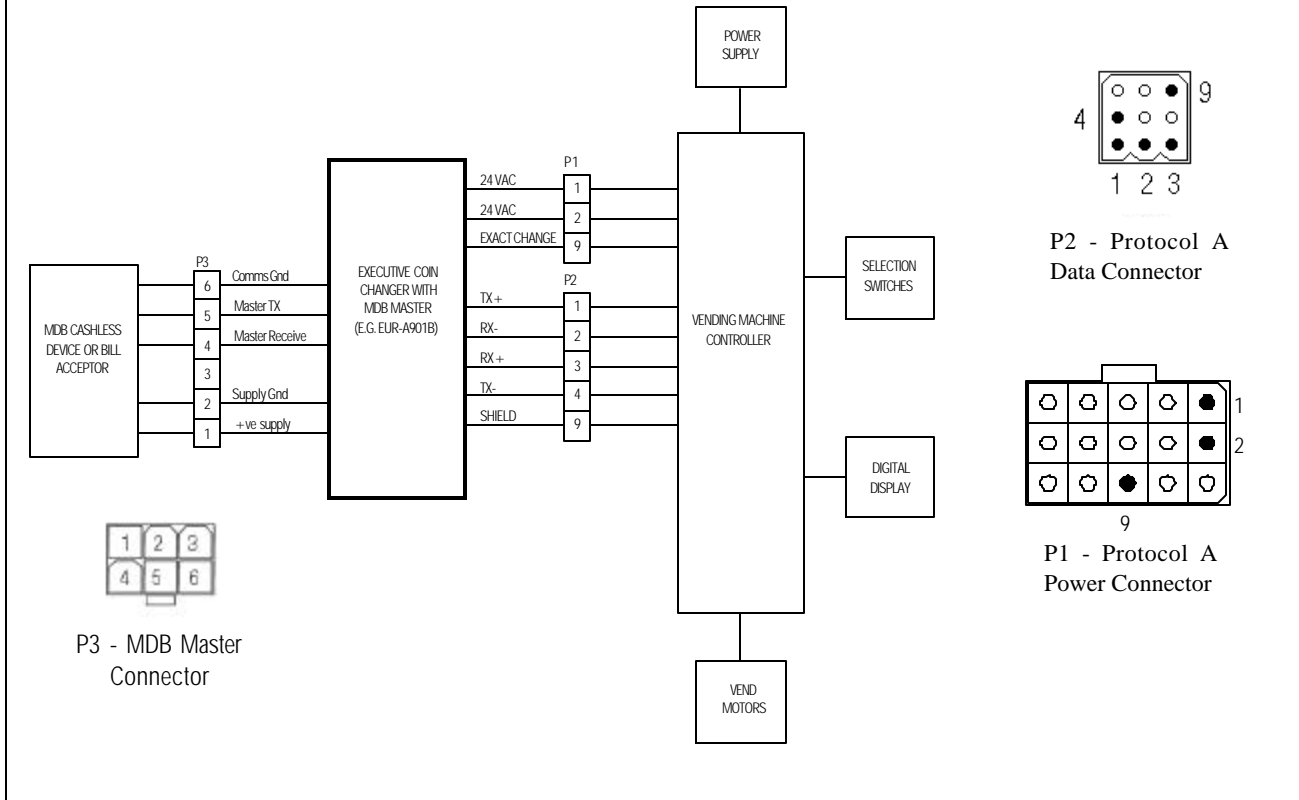 POWER
SUPPLY
9
4
1 2 3
P2 - Protocol A
Data Connector
P1
24 VAC
1
24 VAC
2
EXACT CHANGE
9
P2
TX+
1
RX-
2
RX+
3
TX-
4
SHIELD
9
EXECUTIVE COIN
CHANGER WITH
MDB MASTER
(E.G. EUR-A901B)
P3
6
Comms Gnd
5
Master TX
4
Master Receive
3
2
Supply Gnd
1
+ve supply
MDB CASHLESS
DEVICE OR BILL
ACCEPTOR
VENDING MACHINE
CONTROLLER
SELECTION
SWITCHES
DIGITAL
DISPLAY
1
2
9
P1 - Protocol A
Power Connector
1 2 3
4 5 6
P3 - MDB Master
Connector
VEND
MOTORS